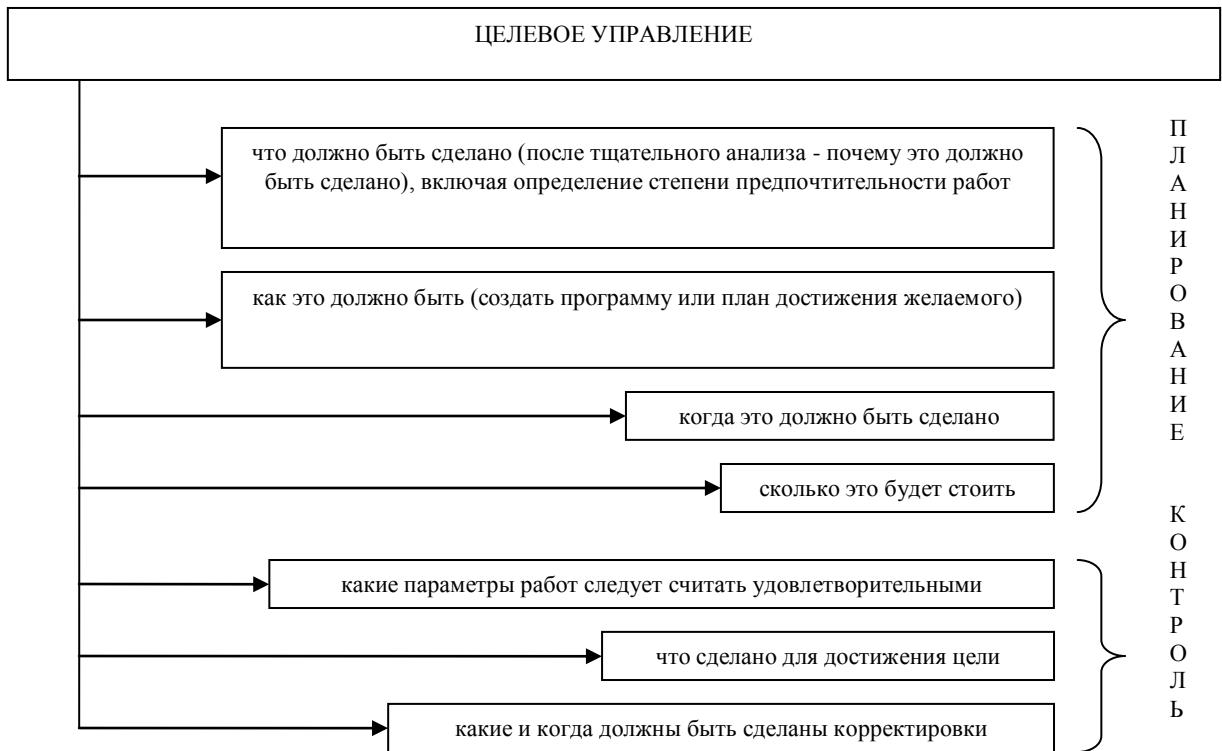 ЦЕЛЕВОЕ УПРАВЛЕНИЕ
что должно быть сделано (после тщательного анализа - почему это должно
быть сделано), включая определение степени предпочтительности работ
как это должно быть (создать программу или план достижения желаемого)
когда это должно быть сделано
сколько это будет стоить
ПЛАНИРОВАНИЕ
какие параметры работ следует считать удовлетворительными
что сделано для достижения цели
какие и когда должны быть сделаны корректировки
КОНТРОЛЬ